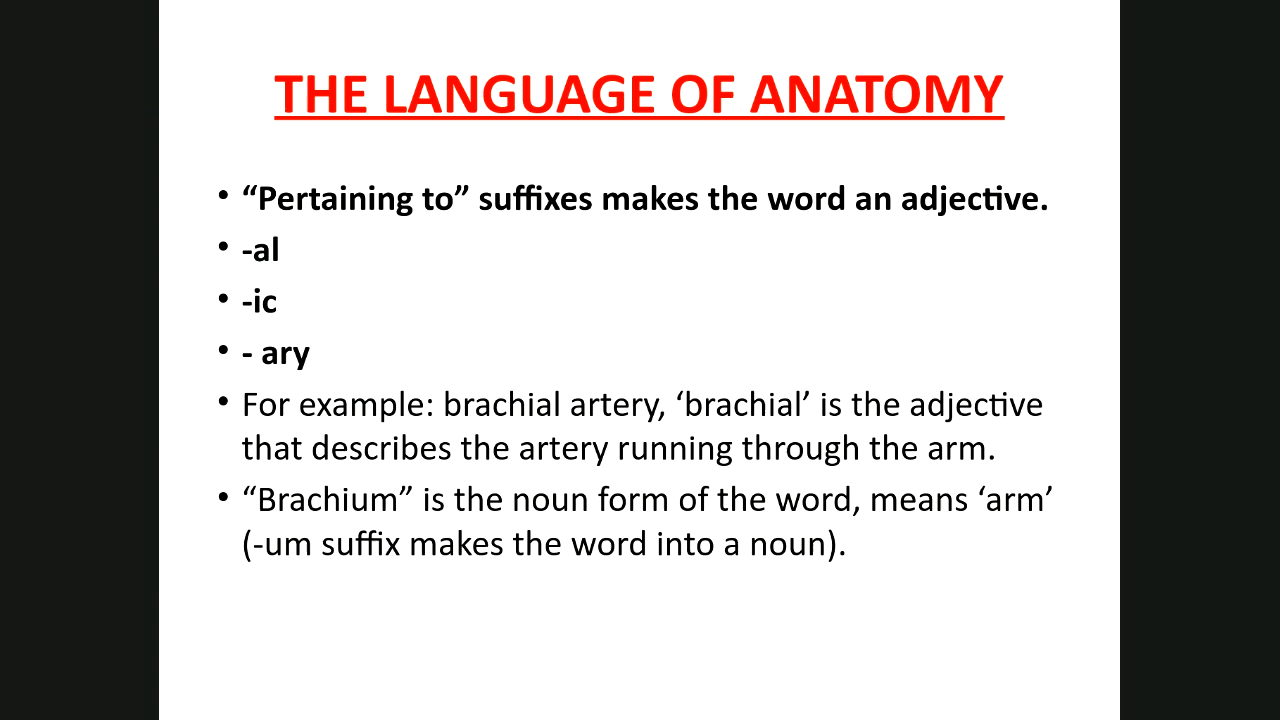 THE LANGUAGE OF ANATOMY
• “Pertaining to” suffixes makes the word an adjective.
• -al
• -ic
• - ary
• For example: brachial artery, ‘brachial’ is the adjective
that describes the artery running through the arm.
• “Brachium” is the noun form of the word, means ‘arm’
(-um suffix makes the word into a noun).